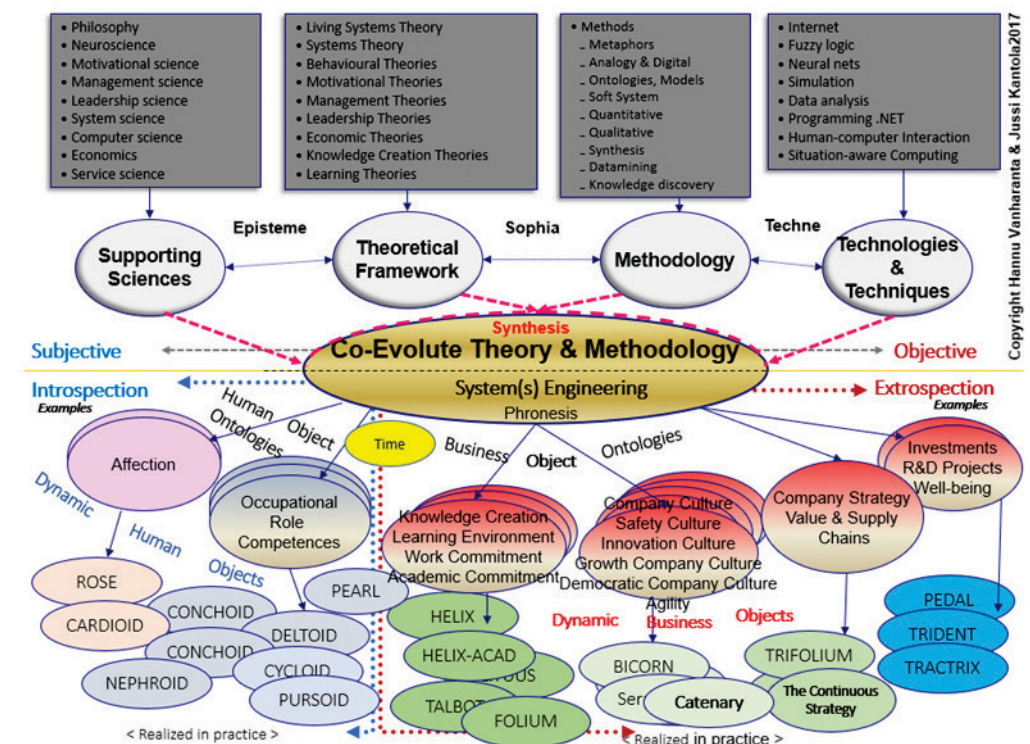 • Philosophy
• Neuroscience
• Motivational science
• Management science
• Leadership science
• System science
• Computer science
• Economics
• Service science
• Living Systems Theory
• Systems Theory
• Behavioural Theories
• Motivational Theories
• Management Theories
• Leadership Theories
• Economic Theories
• Knowledge Creation Theories
• Learning Theories
• Methods
- Metaphors
- Analogy & Digital
- Ontologies, Models
- Soft System
- Quantitative
- Qualitative
- Synthesis
- Datamining
- Knowledge discovery
• Internet
• Fuzzy logic
• Neural nets
• Simulation
• Data analysis
• Programming .NET
• Human-computer Interaction
• Situation-aware Computing
Copyright Hannu Vanharanta & Jussi Kantola2017
Supporting
Sciences
Episteme
Theoretical
Framework
Sophia
Methodology
Techne
Technologies
&
Techniques
Synthesis
Co-Evolute Theory & Methodology
System(s) Engineering
Phronesis
Subjective
Objective
Introspection
Examples
Extrospection
Examples
Human Object
Ontologies
Time
Business
Object
Ontologies
Affection
Occupational
Role
Competences
Knowledge Creation
Learning Environment
Work Commitment
Academic Commitment
Company Culture
Safety Culture
Innovation Culture
Growth Company Culture
Democratic Company Culture
Agility
Company Strategy
Value & Supply
Chains
Investments
R&D Projects
Well-being
Dynamic
Human
Objects
Dynamic
Business
Objects
ROSE
CARDIOID
CONCHOID
CONCHOID
NEPHROID
DELTOID
CYCLOID
PURSOID
PEARL
HELIX
HELIX-ACAD
TALBOT
FOLIUM
BICORN
Catenary
TRIFOLIUM
The Continuous
Strategy
PEDAL
TRIDENT
TRACTRIX
< Realized in practice >
< Realized in practice >